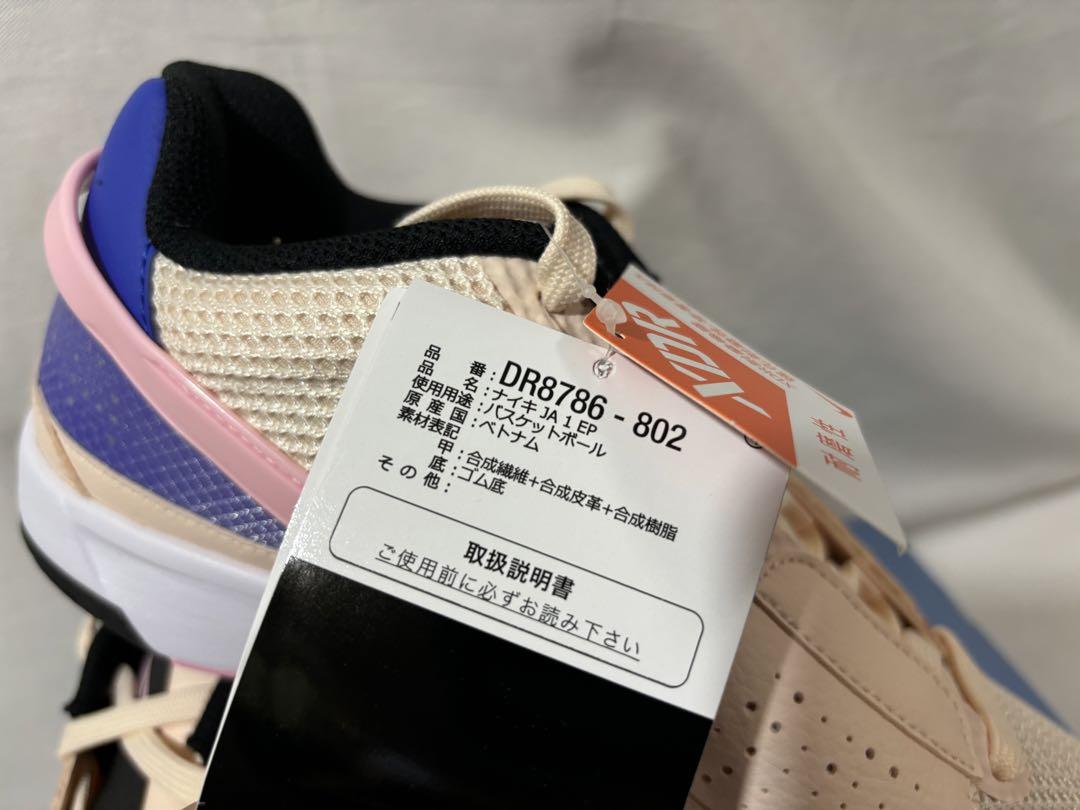 品番：DR8786-802
品名：ナイキ JA 1 EP
使用用途：バスケットボール
原産国：ベトナム
素材表記
甲：合成繊維＋合成皮革＋合成樹脂
底：ゴム底
その他：
取扱説明書
ご使用前に必ずお読み下さい